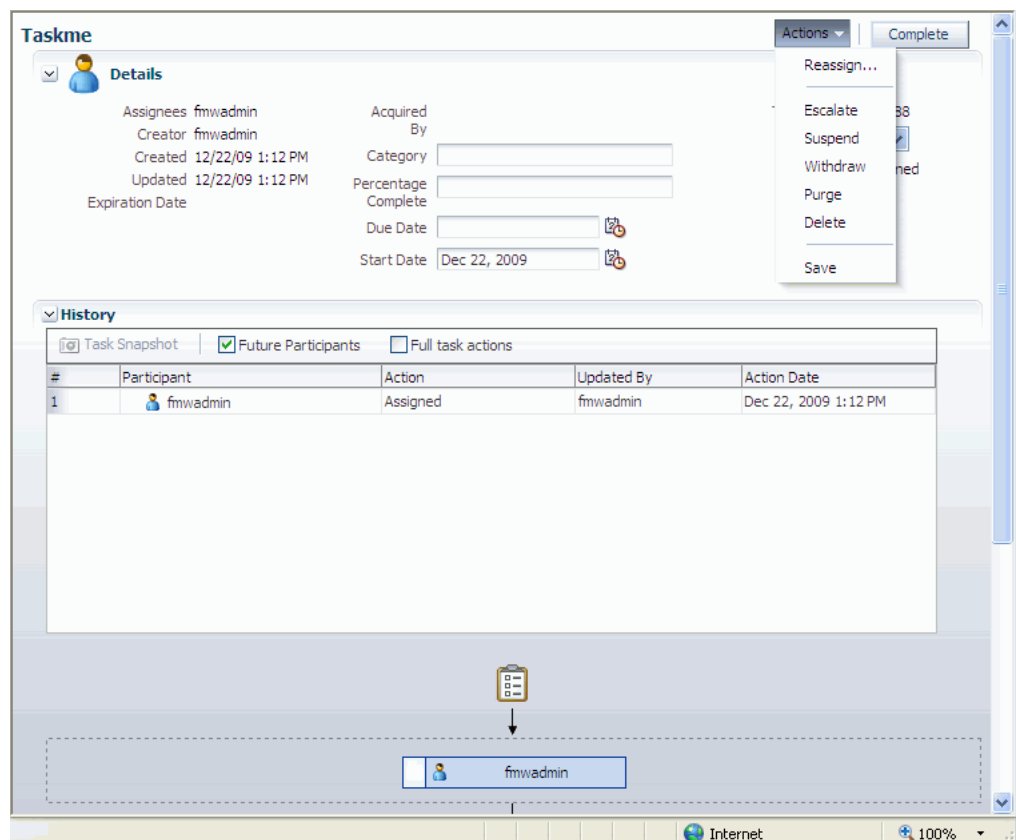 Taskme
Actions
Complete
Details
Reassign...
Escalate
Suspend
Withdraw
Purge
Delete
Save
Assignees fmwadmin
Creator fmwadmin
Created 12/22/09 1:12 PM
Updated 12/22/09 1:12 PM
Expiration Date
Acquired
By
Category
Percentage
Complete
Due Date
Start Date Dec 22, 2009
History
Task Snapshot Future Participants Full task actions
# Participant Action Updated By Action Date
1 fmwadmin Assigned fmwadmin Dec 22, 2009 1:12 PM
fmwadmin
Internet 100%